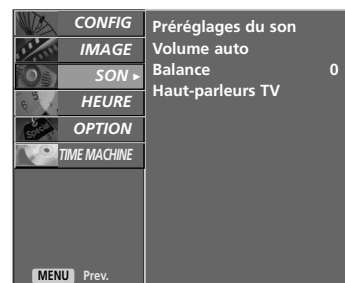 CONFIG
IMAGE
SON ▸
HEURE
OPTION
TIME MACHINE
Préréglages du son
Volume auto
Balance 0
Haut-parleurs TV
Special
MENU Prev.